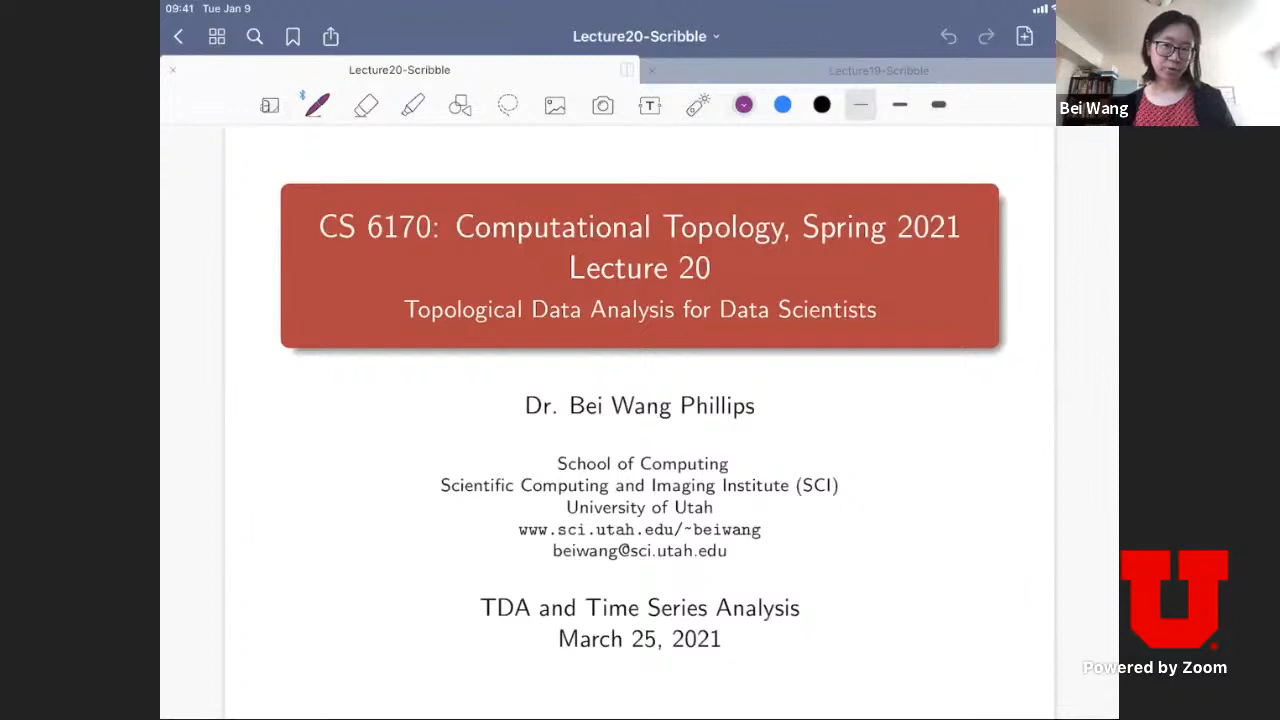 09:41 Tue Jan 9
Lecture20-Scribble
Lecture20-Scribble
Lecture19-Scribble
T
Bei Wang
CS 6170: Computational Topology, Spring 2021
Lecture 20
Topological Data Analysis for Data Scientists
Dr. Bei Wang Phillips
School of Computing
Scientific Computing and Imaging Institute (SCI)
University of Utah
www.sci.utah.edu/~beiwang
beiwang@sci.utah.edu
TDA and Time Series Analysis
March 25, 2021
U
Powered by Zoom